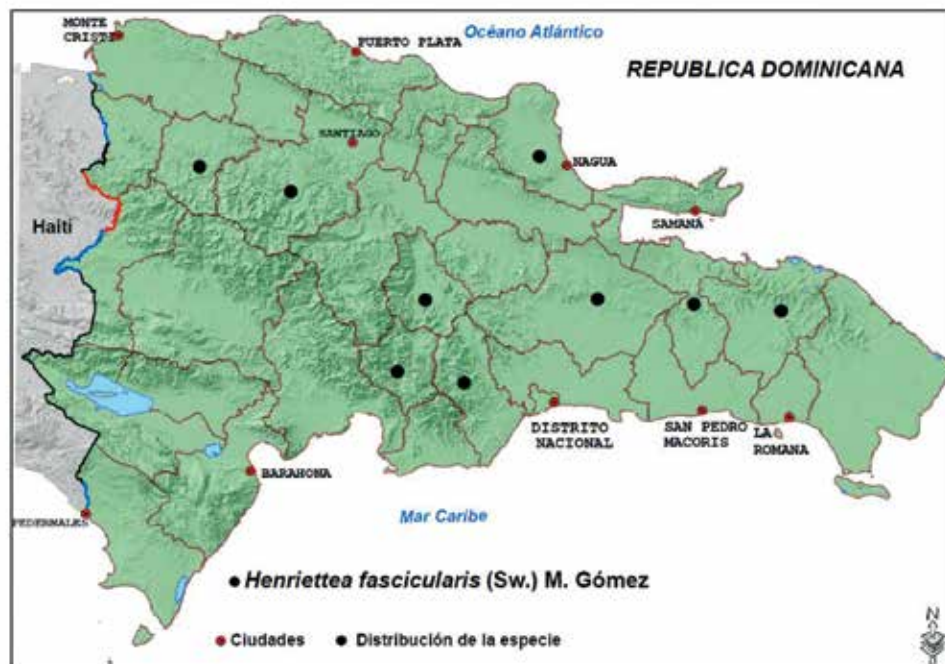 MONTE
CRISTI
PUERTO PLATA
Océano Atlántico
REPUBLICA DOMINICANA
SANTIAGO
NAGUA
Haití
SAMANÁ
DISTRITO
NACIONAL
SAN PEDRO
MACORIS
LA
ROMANA
BARAHONA
PEDERNALES
Mar Caribe
Henriettea fascicularis (Sw.) M. Gómez
Ciudades
Distribución de la especie
N